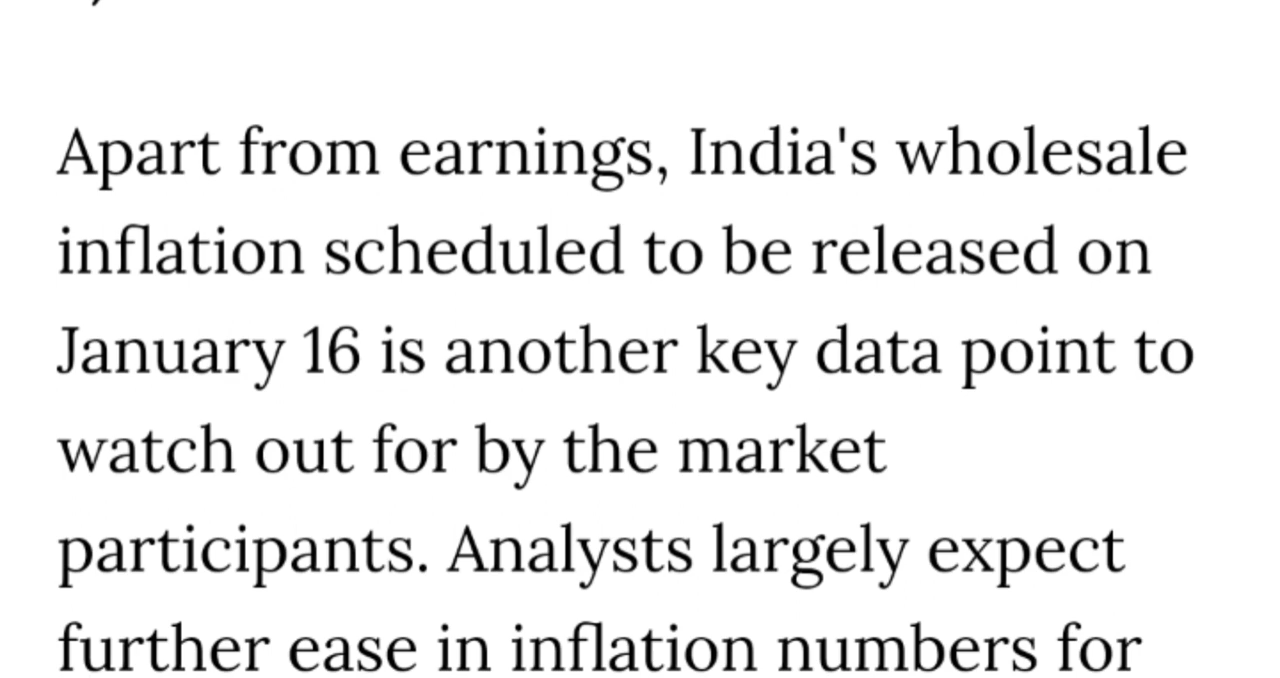 Apart from earnings, India's wholesale
inflation scheduled to be released on
January 16 is another key data point to
watch out for by the market
participants. Analysts largely expect
further ease in inflation numbers for